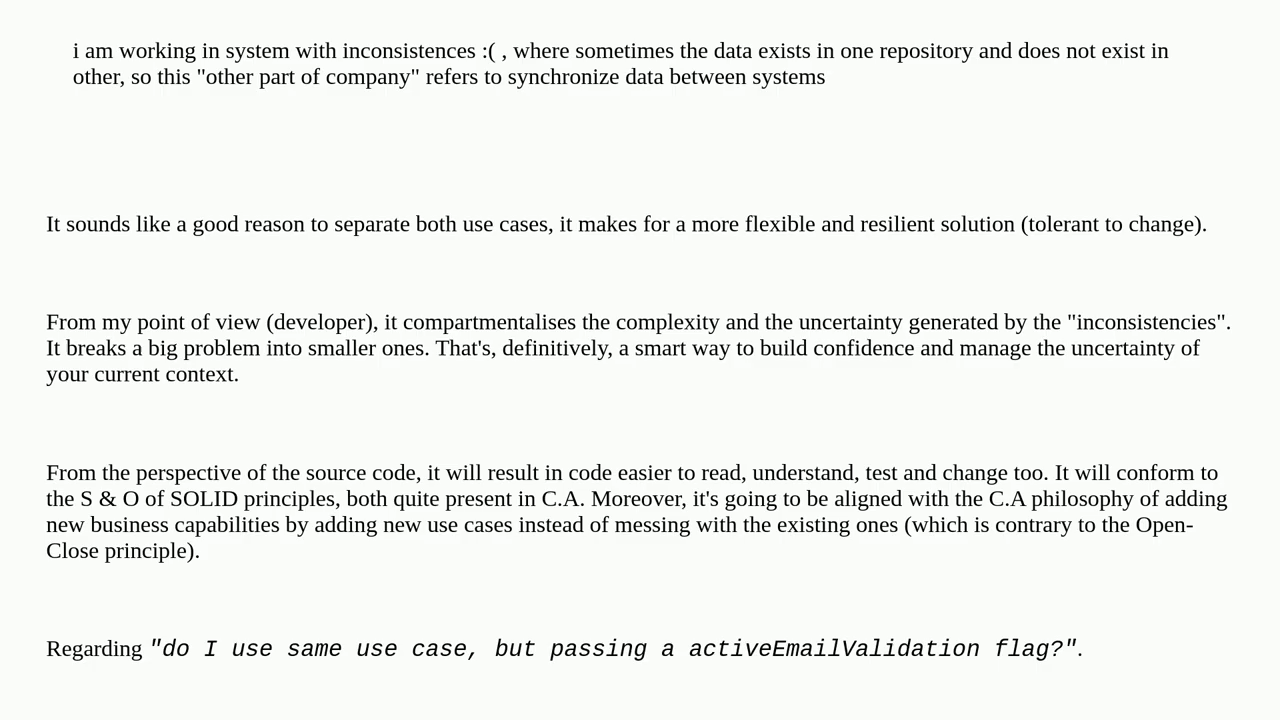 i am working in system with inconsistences :( , where sometimes the data exists in one repository and does not exist in
other, so this "other part of company" refers to synchronize data between systems
It sounds like a good reason to separate both use cases, it makes for a more flexible and resilient solution (tolerant to change).
From my point of view (developer), it compartmentalises the complexity and the uncertainty generated by the "inconsistencies".
It breaks a big problem into smaller ones. That's, definitively, a smart way to build confidence and manage the uncertainty of
your current context.
From the perspective of the source code, it will result in code easier to read, understand, test and change too. It will conform to
the S & O of SOLID principles, both quite present in C.A. Moreover, it's going to be aligned with the C.A philosophy of adding
new business capabilities by adding new use cases instead of messing with the existing ones (which is contrary to the Open-
Close principle).
Regarding "do I use same use case, but passing a activeEmailValidation flag?".